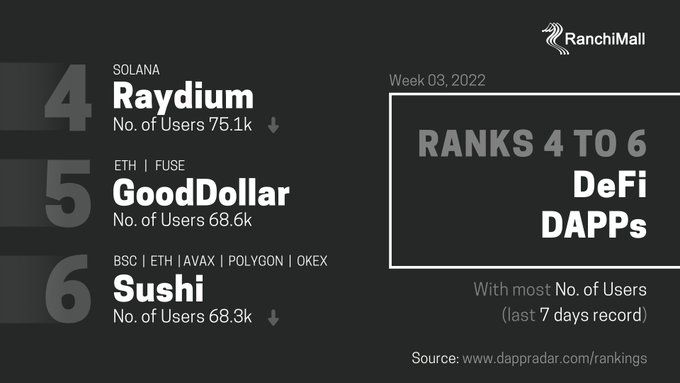 RanchiMall
4
SOLANA
Raydium
No. of Users 75.1k
5
ETH | FUSE
GoodDollar
No. of Users 68.6k
6
BSC | ETH |AVAX | POLYGON | OKEX
Sushi
No. of Users 68.3k
Week 03, 2022
RANKS 4 TO 6
DeFi
DAPPs
With most No. of Users
(last 7 days record)
Source: www.dappradar.com/rankings